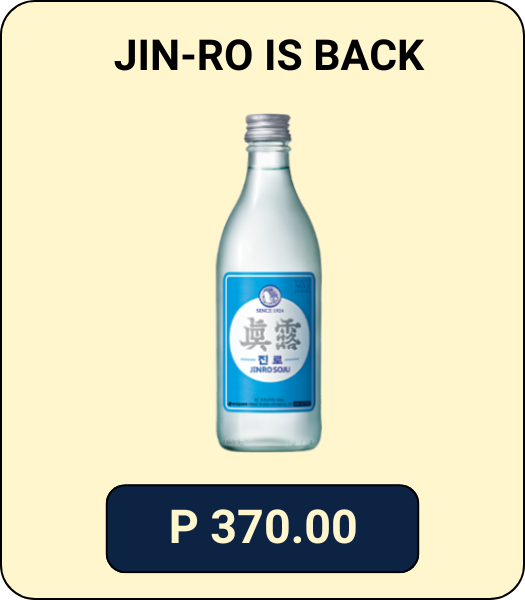 JIN-RO IS BACK
SINCE 1924
眞露
진로
JINRO SOJU
P 370.00